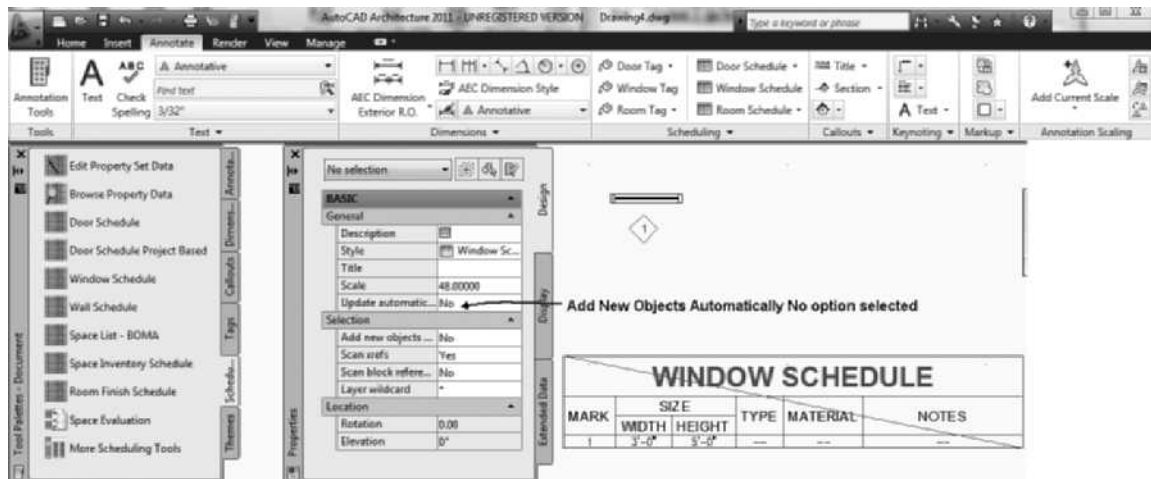 AutoCAD Architecture 2011 - UNREGISTERED VERSION Drawing4.dwg Type a keyword or phrase
Home Insert Annotate Render View Manage
Annotation Tools
Text
ABC Check Spelling
Annotative
Find text
3/32"
AEC Dimension Exterior R.O.
AEC Dimension Style
Annotative
Door Tag
Window Tag
Room Tag
Door Schedule
Window Schedule
Room Schedule
Title
Section
Text
Add Current Scale
Tools Text Dimensions Scheduling Callouts Keynoting Markup Annotation Scaling
Edit Property Set Data
Browse Property Data
Door Schedule
Door Schedule Project Based
Window Schedule
Wall Schedule
Space List - BOMA
Space Inventory Schedule
Room Finish Schedule
Space Evaluation
More Scheduling Tools
Annota...
Dimens...
Callouts
Tags
Schedu...
Themes
Tool Palettes - Document
No selection
BASIC
General
Description
Style Window Sc...
Title
Scale 48.00000
Update automatic... No
Selection
Add new objects ... No
Scan xrefs Yes
Scan block refere... No
Layer wildcard *
Location
Rotation 0.00
Elevation 0"
Design
Display
Extended Data
Properties
1
Add New Objects Automatically No option selected
WINDOW SCHEDULE
MARK SIZE TYPE MATERIAL NOTES
WIDTH HEIGHT
1 3'-0" 5'-0" -- -- --